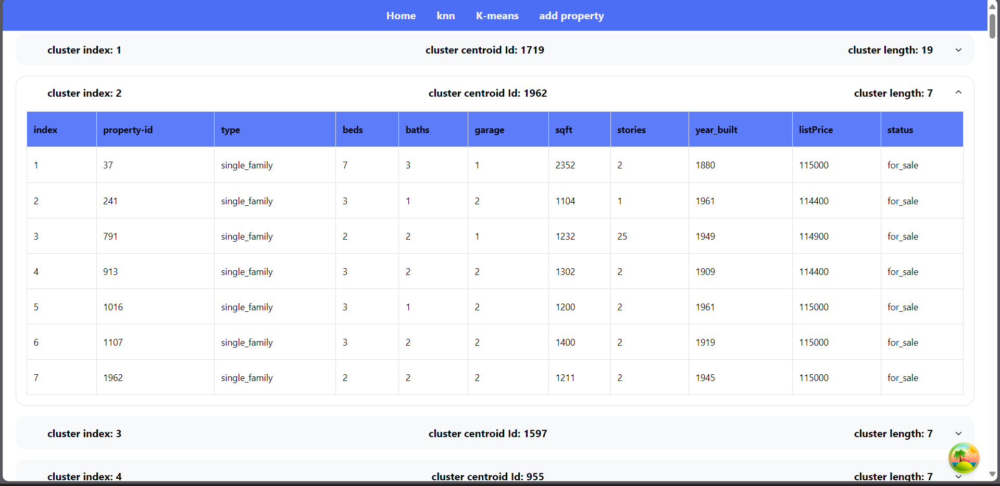 Home knn K-means add property
cluster index: 1 cluster centroid Id: 1719 cluster length: 19
cluster index: 2 cluster centroid Id: 1962 cluster length: 7
index property-id type beds baths garage sqft stories year_built listPrice status
1 37 single_family 7 3 1 2352 2 1880 115000 for_sale
2 241 single_family 3 1 2 1104 1 1961 114400 for_sale
3 791 single_family 2 2 1 1232 25 1949 114900 for_sale
4 913 single_family 3 2 2 1302 2 1909 114400 for_sale
5 1016 single_family 3 1 2 1200 2 1961 115000 for_sale
6 1107 single_family 3 2 2 1400 2 1919 115000 for_sale
7 1962 single_family 2 2 2 1211 2 1945 115000 for_sale
cluster index: 3 cluster centroid Id: 1597 cluster length: 7
cluster index: 4 cluster centroid Id: 955 cluster length: 7